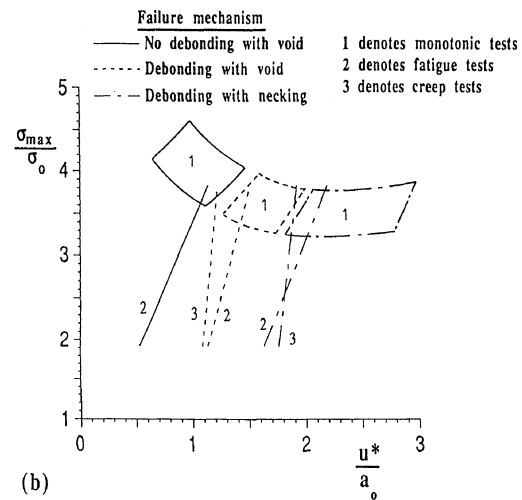 Failure mechanism
No debonding with void
Debonding with void
Debonding with necking
1 denotes monotonic tests
2 denotes fatigue tests
3 denotes creep tests
5
σmax
σo
4
3
2
1
1
1
1
2
3
2
2
3
0
1
2
3
u*
ao
(b)